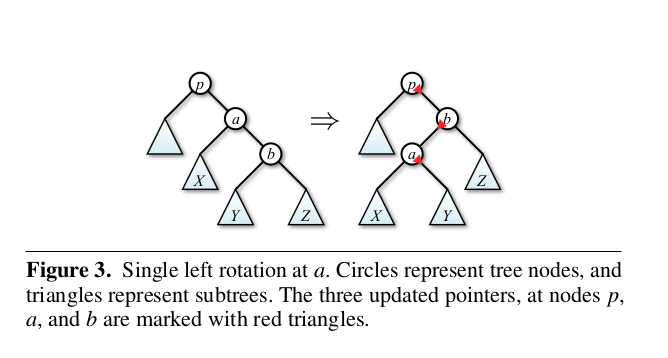 p p
a ⇒ b
b a
X Z
Y Z X Y
Figure 3. Single left rotation at a. Circles represent tree nodes, and
triangles represent subtrees. The three updated pointers, at nodes p,
a, and b are marked with red triangles.